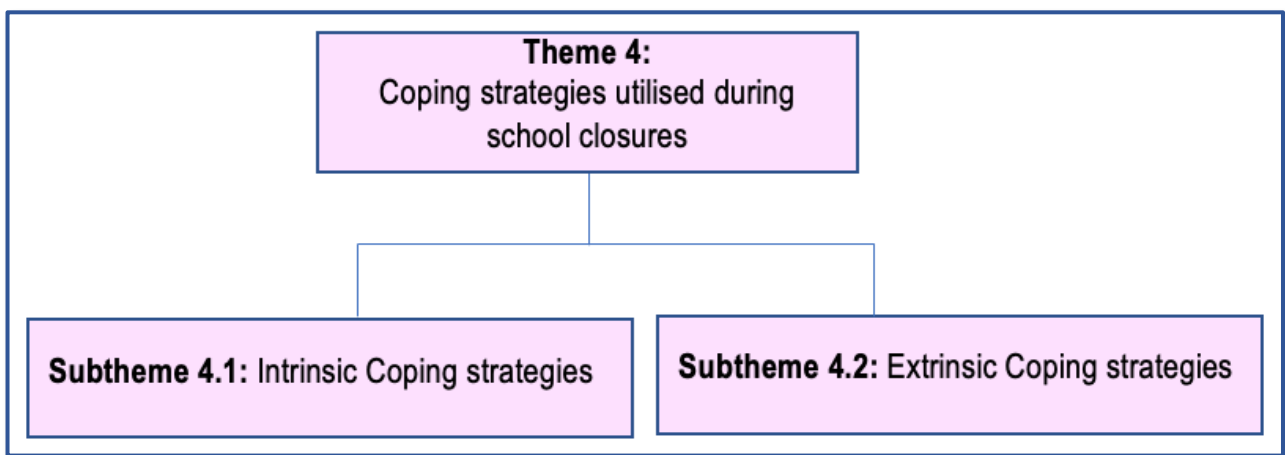 Theme 4:
Coping strategies utilised during
school closures
Subtheme 4.1: Intrinsic Coping strategies
Subtheme 4.2: Extrinsic Coping strategies